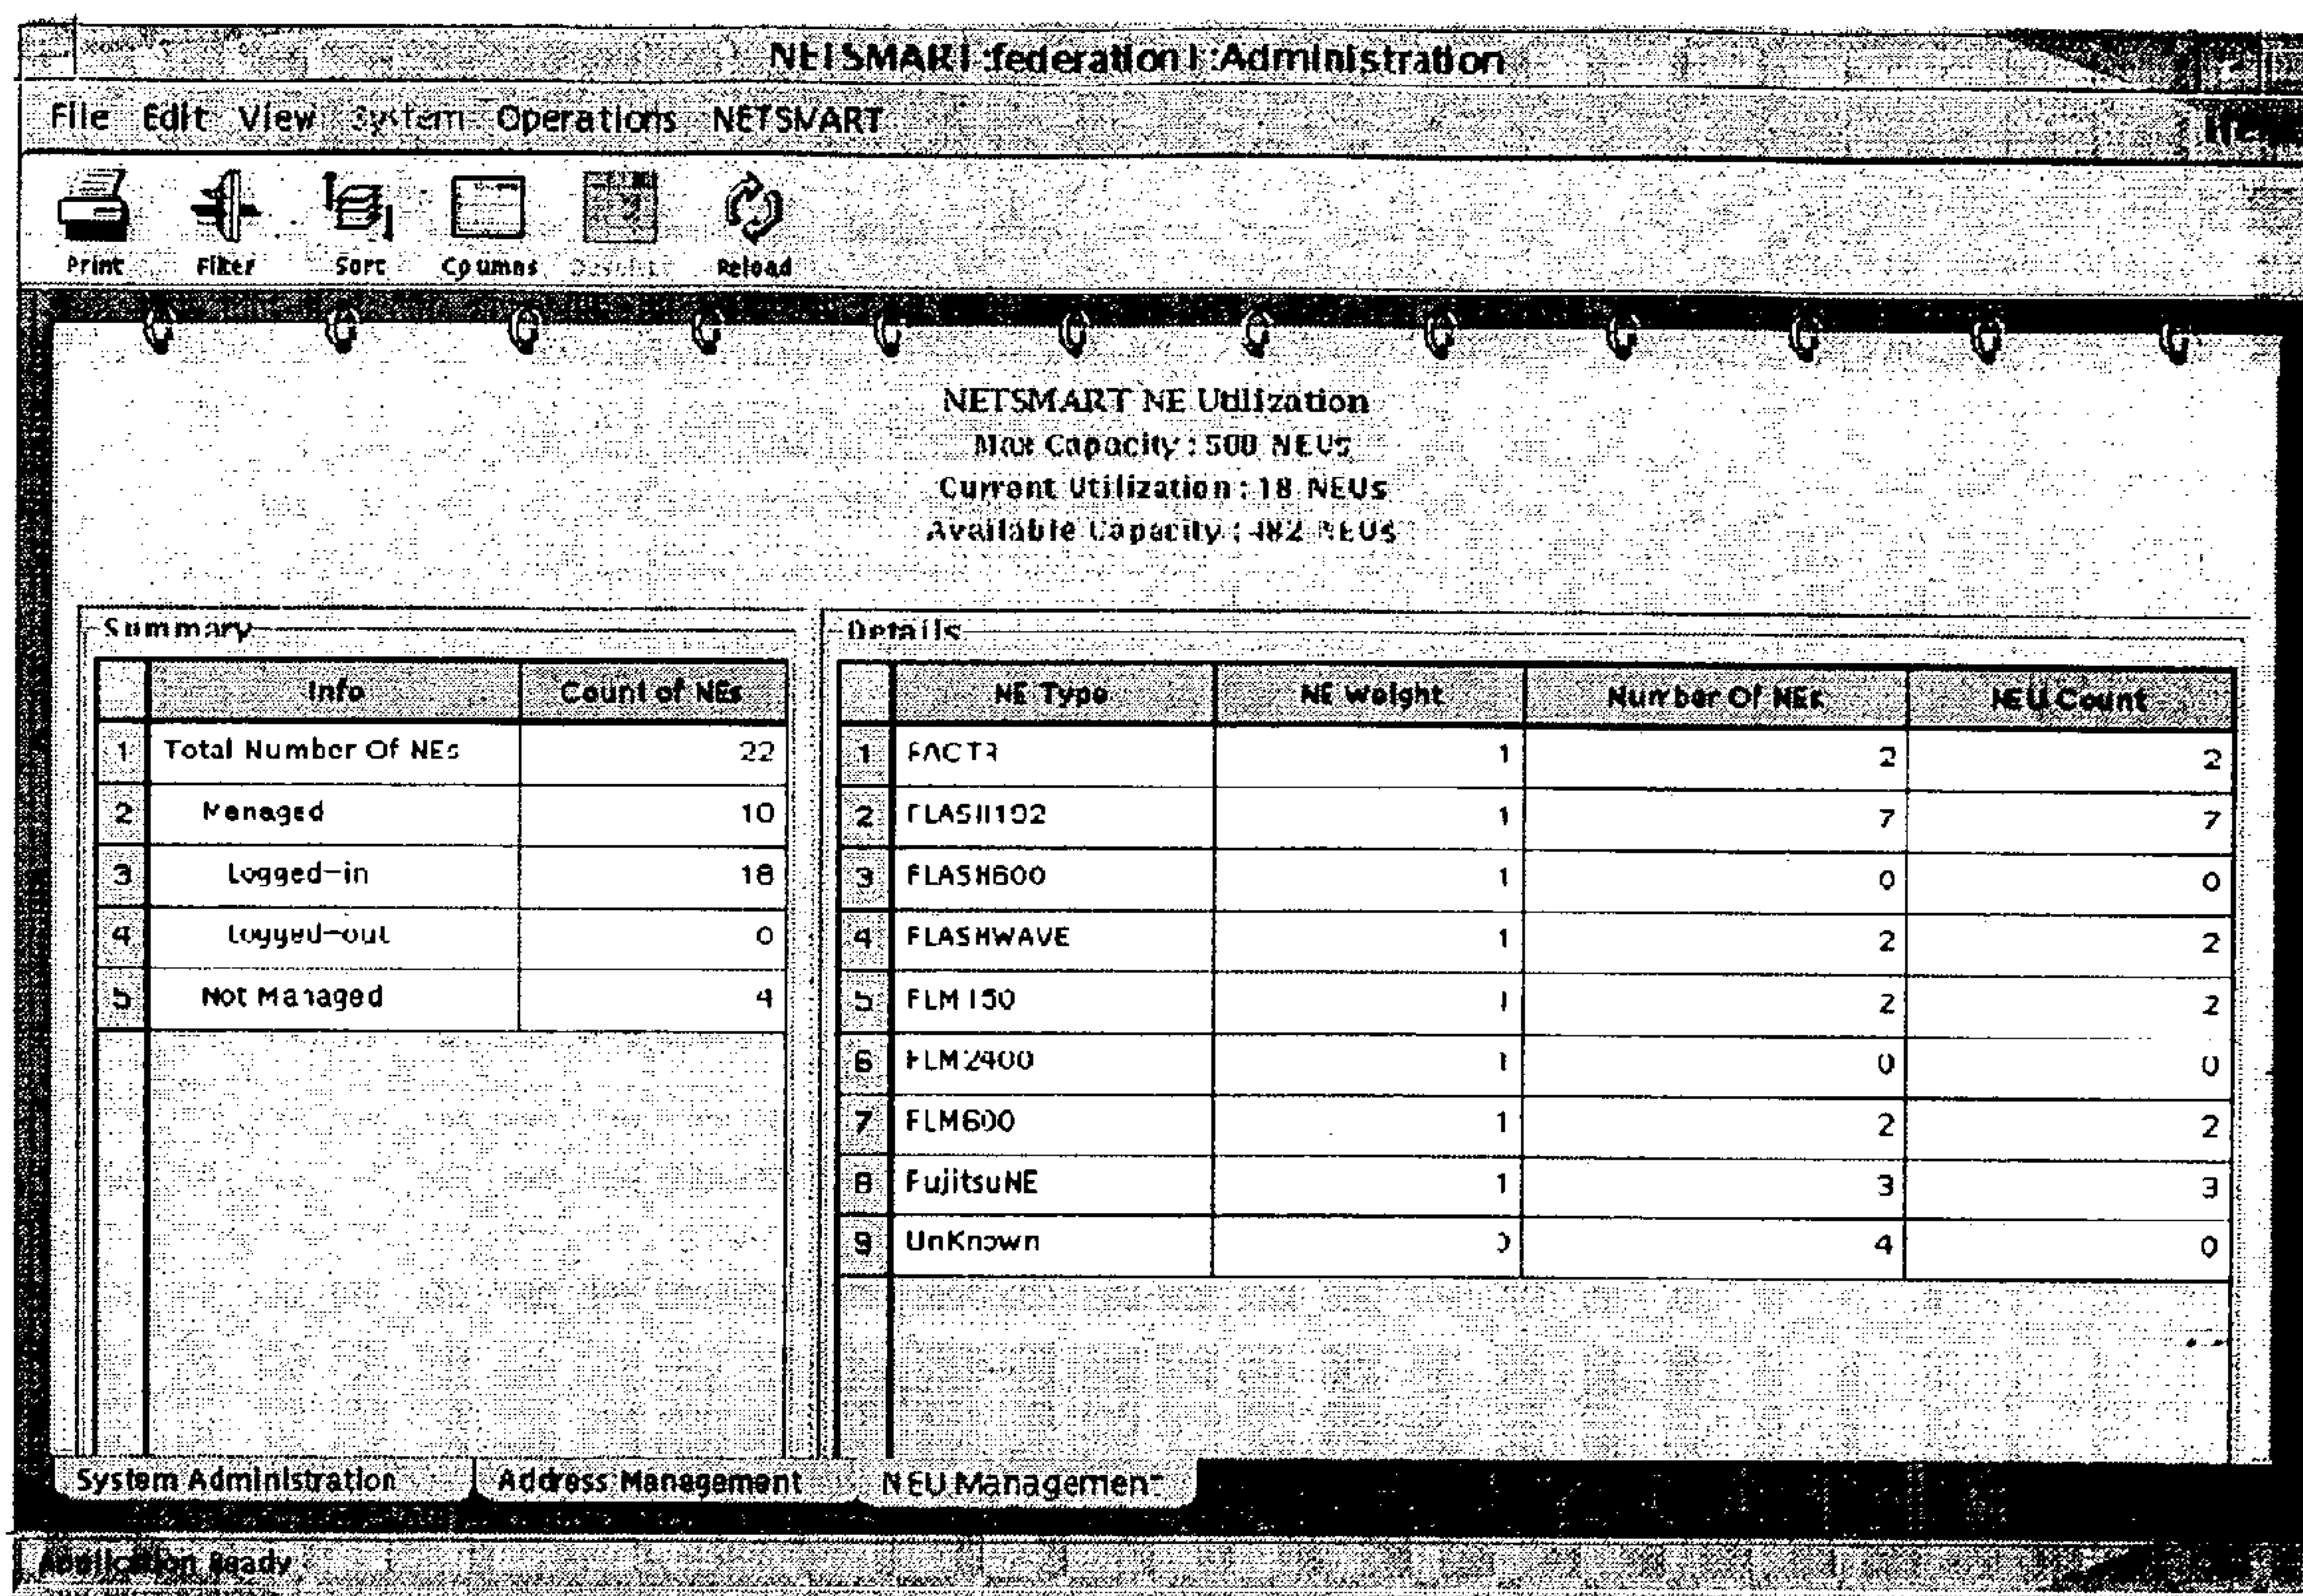 NETSMART :federation1 :Administration
File Edit View System Operations NETSMART
Print Filter Sort Columns Reload
NETSMART NE Utilization
Max Capacity : 500 NEUs
Current Utilization : 18 NEUs
Available Capacity : 482 NEUs
Summary
Info Count of NEs
1 Total Number Of NEs 22
2 Managed 10
3 Logged-in 18
4 Logged-out 0
5 Not Managed 4
Details
NE Type NE Weight Number Of NEs NEU Count
1 FACTR 1 2 2
2 FLASH192 1 7 7
3 FLASH600 1 0 0
4 FLASHWAVE 1 2 2
5 FLM150 1 2 2
6 FLM2400 1 0 0
7 FLM600 1 2 2
8 FujitsuNE 1 3 3
9 UnKnown 0 4 0
System Administration Address Management NEU Management
Application Ready